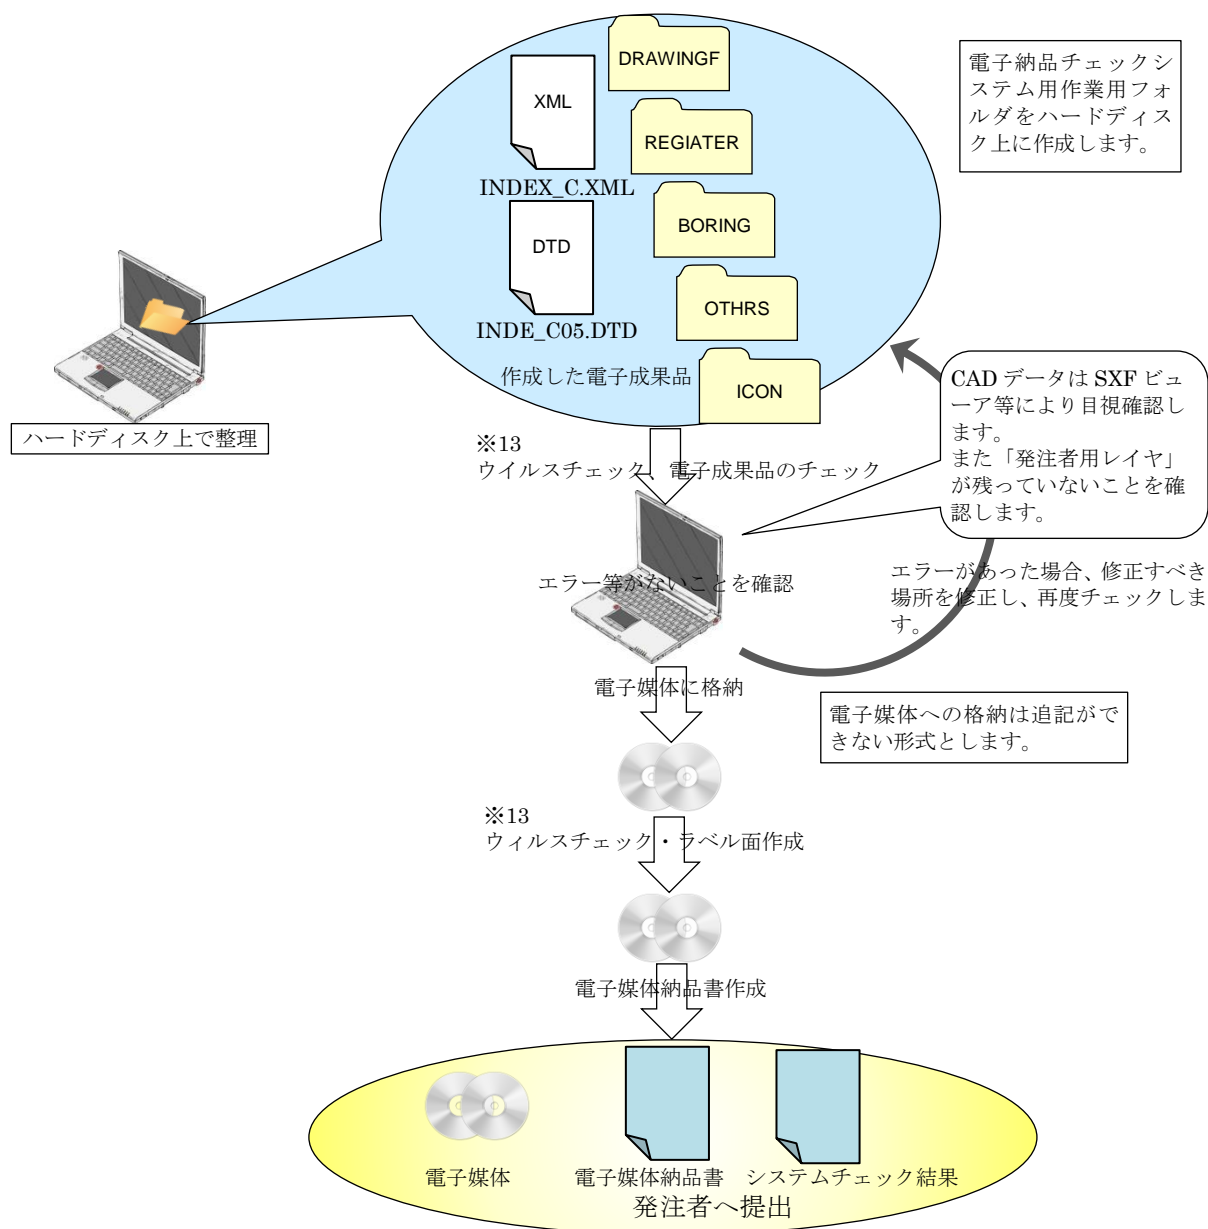 DRAWINGF
XML
REGIATER
INDEX_C.XML
BORING
DTD
OTHRS
INDE_C05.DTD
作成した電子成果品
ICON
電子納品チェックシ
ステム用作業用フォ
ルダをハードディス
ク上に作成します。
ハードディスク上で整理
※13
ウイルスチェック、電子成果品のチェック
CAD データは SXF ビュ
ーア等により目視確認し
ます。
また「発注者用レイヤ」
が残っていないことを確
認します。
エラー等がないことを確認
エラーがあった場合、修正すべき
場所を修正し、再度チェックしま
す。
電子媒体に格納
電子媒体への格納は追記がで
きない形式とします。
※13
ウィルスチェック・ラベル面作成
電子媒体納品書作成
電子媒体
電子媒体納品書
システムチェック結果
発注者へ提出